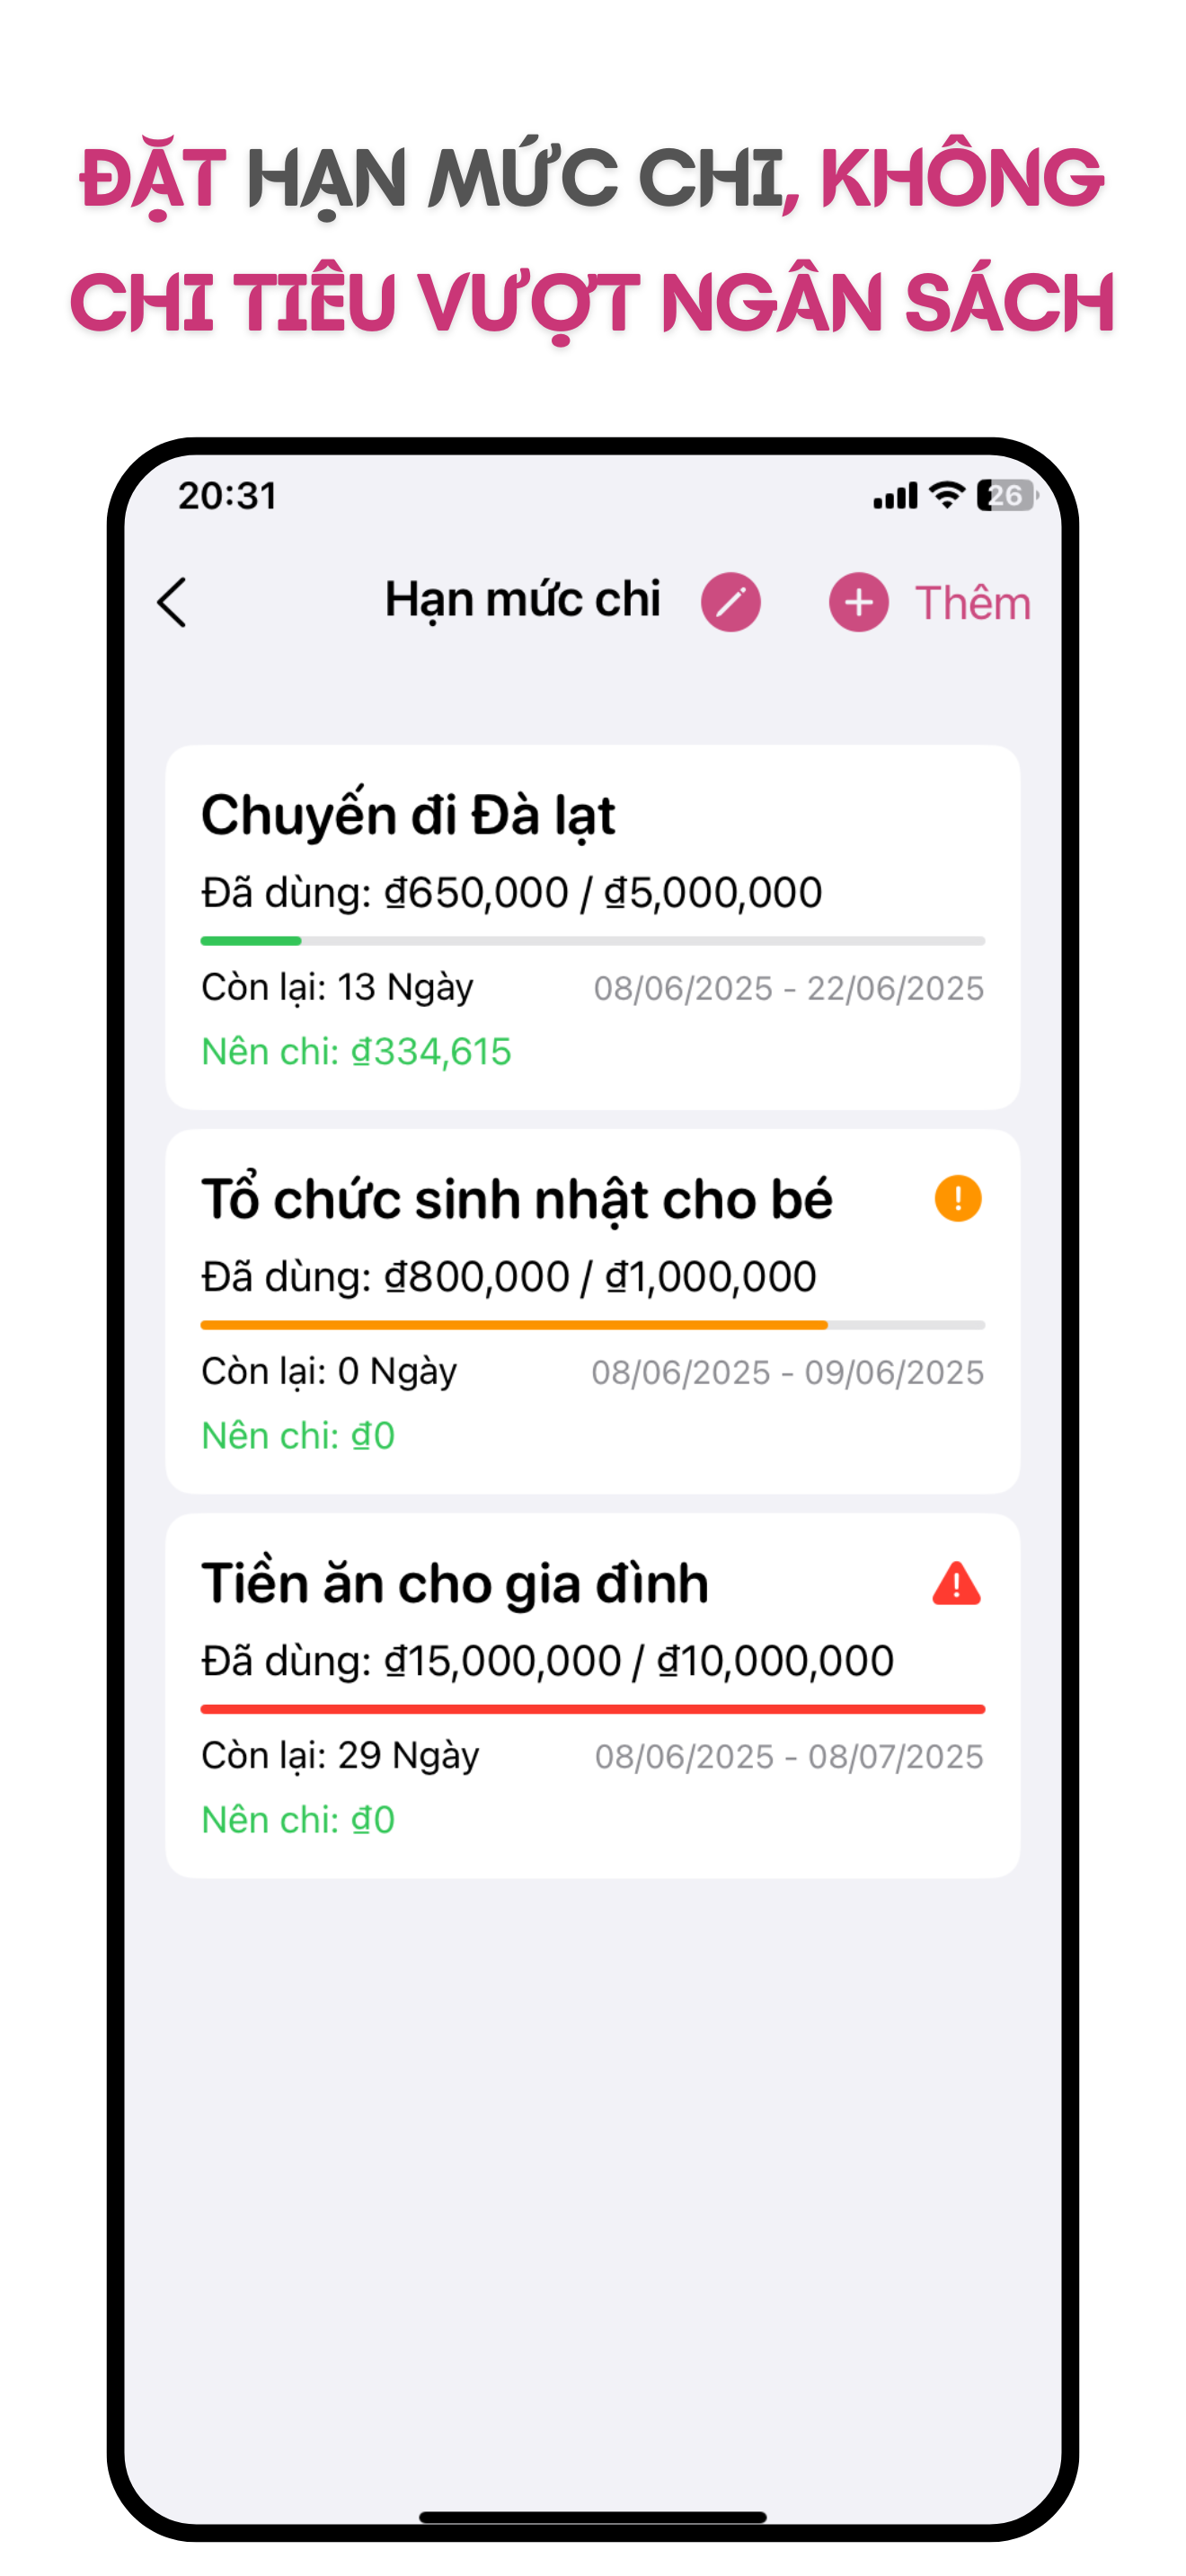 ĐẶT HẠN MỨC CHI, KHÔNG
CHI TIÊU VƯỢT NGÂN SÁCH
20:31
26
Hạn mức chi
Thêm
Chuyến đi Đà lạt
Đã dùng: ₫650,000 / ₫5,000,000
Còn lại: 13 Ngày
08/06/2025 - 22/06/2025
Nên chi: ₫334,615
Tổ chức sinh nhật cho bé
Đã dùng: ₫800,000 / ₫1,000,000
Còn lại: 0 Ngày
08/06/2025 - 09/06/2025
Nên chi: ₫0
Tiền ăn cho gia đình
Đã dùng: ₫15,000,000 / ₫10,000,000
Còn lại: 29 Ngày
08/06/2025 - 08/07/2025
Nên chi: ₫0